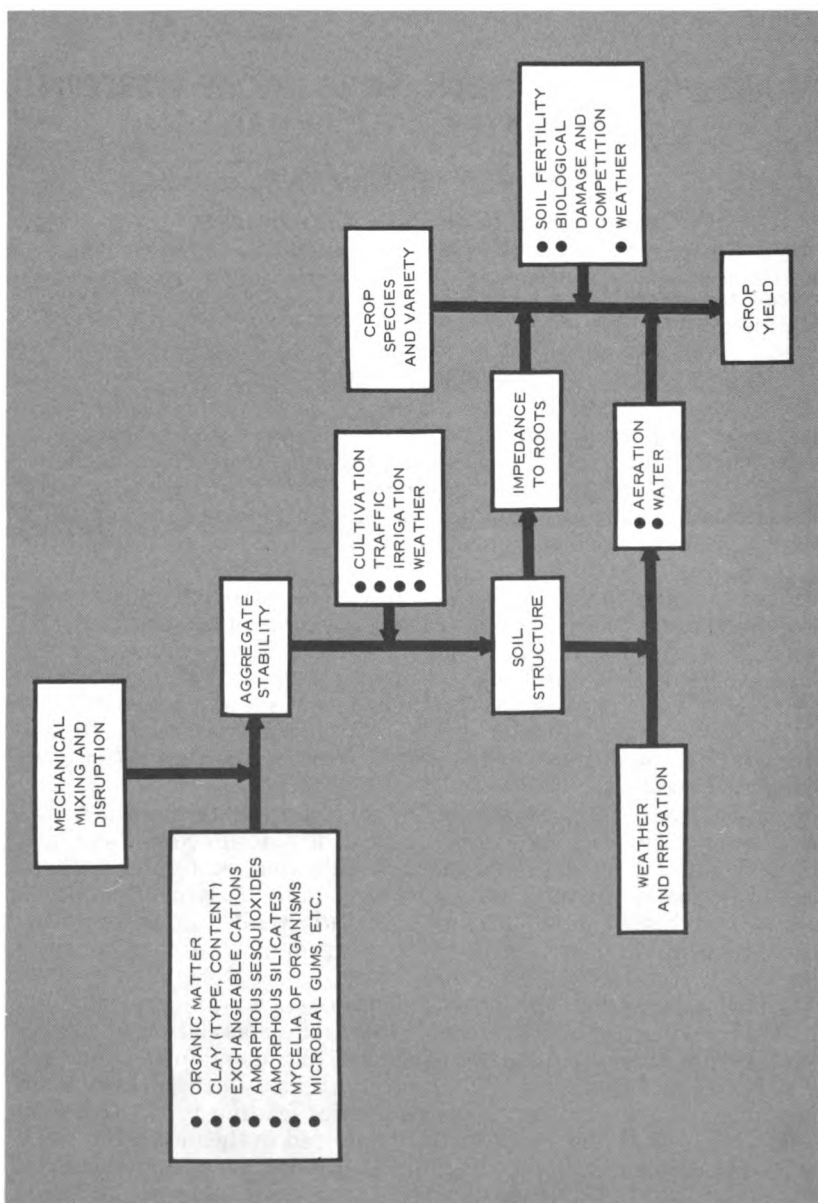 MECHANICAL
MIXING AND
DISRUPTION
● ORGANIC MATTER
● CLAY (TYPE, CONTENT)
● EXCHANGEABLE CATIONS
● AMORPHOUS SESQUIOXIDES
● AMORPHOUS SILICATES
● MYCELIA OF ORGANISMS
● MICROBIAL GUMS, ETC.
AGGREGATE
STABILITY
● CULTIVATION
● TRAFFIC
● IRRIGATION
● WEATHER
CROP
SPECIES
AND VARIETY
SOIL
STRUCTURE
IMPEDANCE
TO ROOTS
● SOIL FERTILITY
● BIOLOGICAL
DAMAGE AND
COMPETITION
● WEATHER
WEATHER
AND IRRIGATION
● AERATION
● WATER
CROP
YIELD